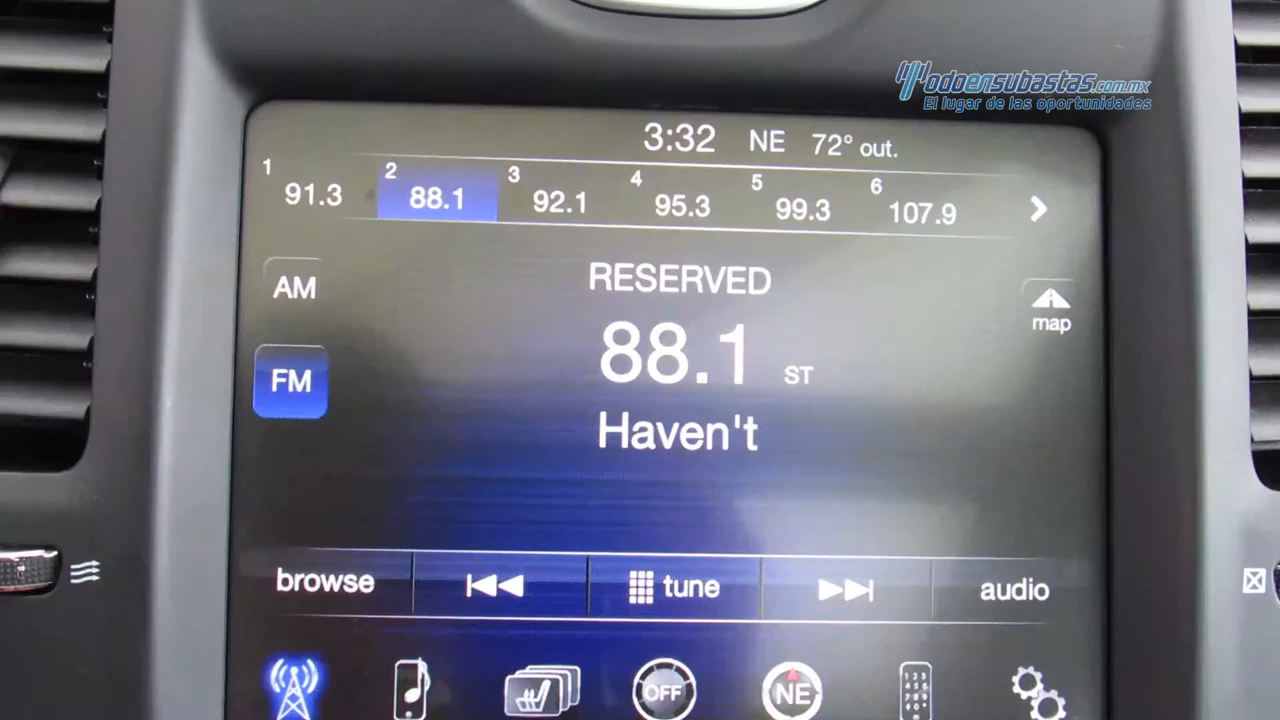 Todoensubastas.com.mx
El lugar de las oportunidades
3:32 NE 72° out.
1 91.3 2 88.1 3 92.1 4 95.3 5 99.3 6 107.9
AM
RESERVED
map
88.1 ST
FM
Haven't
browse tune audio
OFF NE